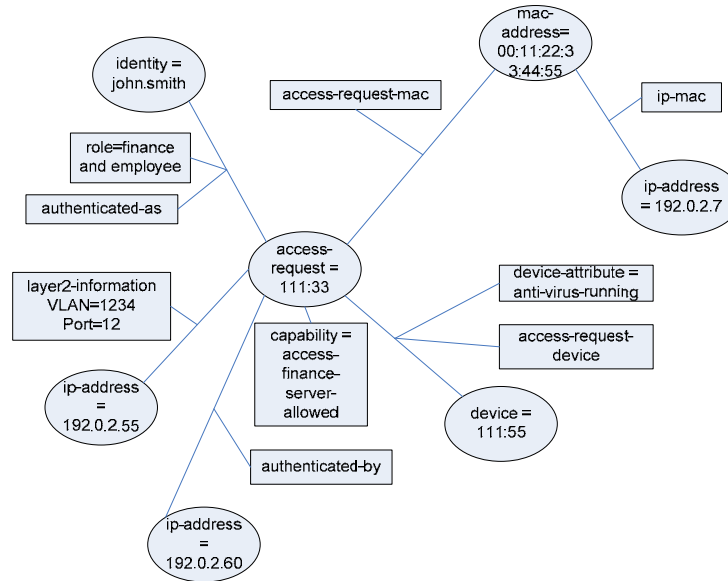 mac-
address=
00:11:22:3
3:44:55
identity =
john.smith
access-request-mac
ip-mac
role=finance
and employee
ip-address
= 192.0.2.7
authenticated-as
access-
request =
111:33
layer2-information
VLAN=1234
Port=12
device-attribute =
anti-virus-running
capability =
access-
finance-
server-
allowed
access-request-
device
ip-address
=
192.0.2.55
device =
111:55
authenticated-by
ip-address
=
192.0.2.60